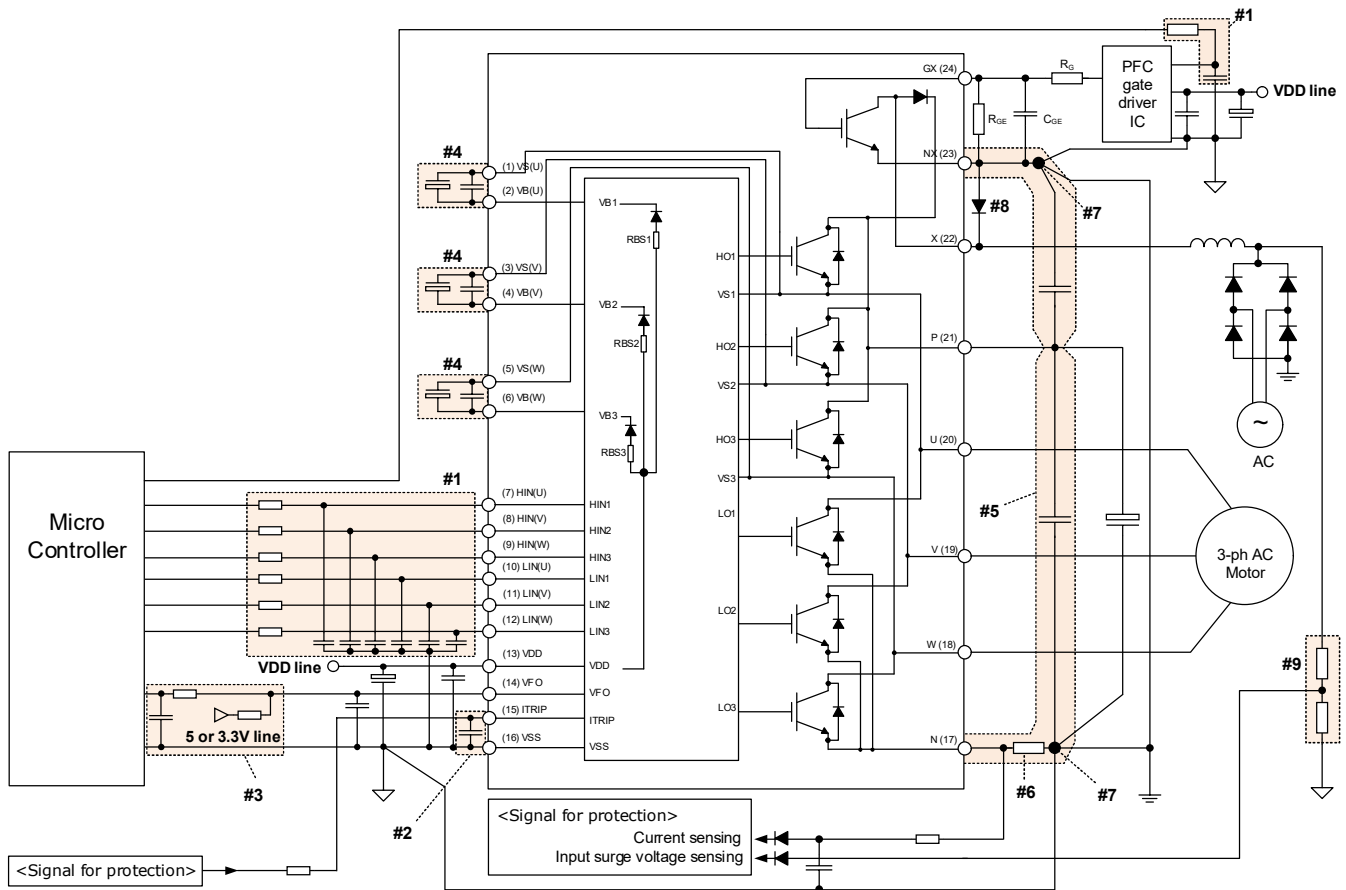 #1
GX (24)
RG
PFC
gate
driver
IC
VDD line
RGE
CGE
#4
(1) VS(U)
(2) VB(U)
VB1
RBS1
NX (23)
#8
#7
X (22)
#4
(3) VS(V)
(4) VB(V)
VB2
RBS2
HO1
VS1
P (21)
#4
(5) VS(W)
(6) VB(W)
VB3
RBS3
HO2
VS2
HO3
VS3
~
AC
U (20)
Micro
Controller
#1
(7) HIN(U)
(8) HIN(V)
(9) HIN(W)
(10) LIN(U)
(11) LIN(V)
(12) LIN(W)
(13) VDD
(14) VFO
(15) ITRIP
(16) VSS
HIN1
HIN2
HIN3
LIN1
LIN2
LIN3
VDD
VFO
ITRIP
VSS
LO1
LO2
LO3
#5
V (19)
3-ph AC
Motor
W (18)
N (17)
VDD line
5 or 3.3V line
#3
#2
#6
#7
#9
<Signal for protection>
Current sensing
Input surge voltage sensing
<Signal for protection>